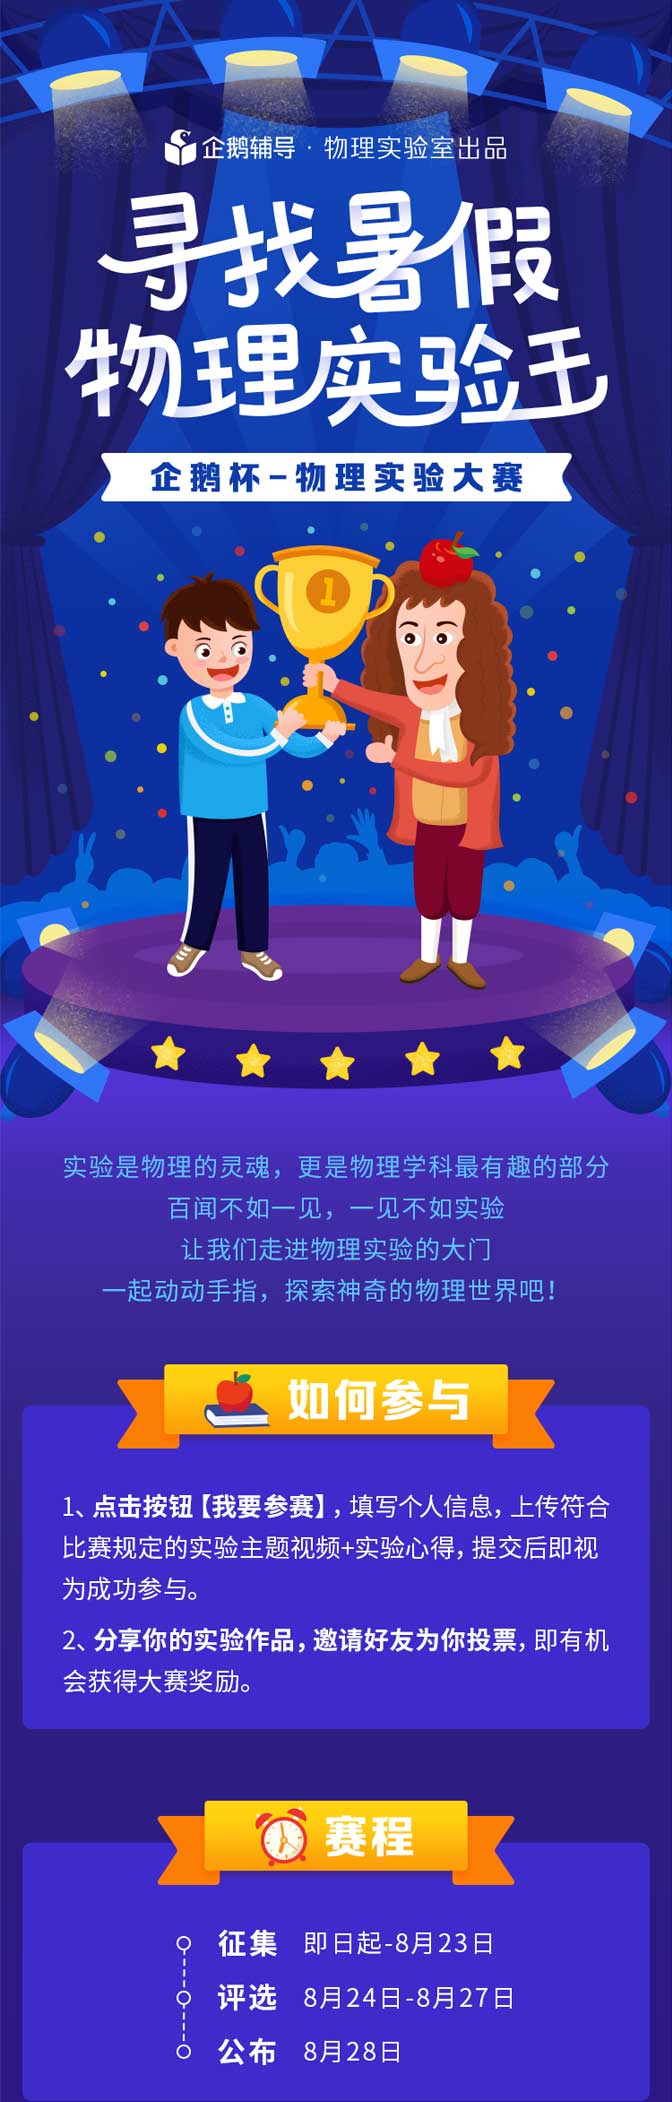 企鹅辅导 · 物理实验室出品
寻找暑假
物理实验王
企鹅杯-物理实验大赛
1
实验是物理的灵魂，更是物理学科最有趣的部分
百闻不如一见，一见不如实验
让我们走进物理实验的大门
一起动动手指，探索神奇的物理世界吧！
如何参与
1、点击按钮【我要参赛】，填写个人信息，上传符合
比赛规定的实验主题视频+实验心得，提交后即视
为成功参与。
2、分享你的实验作品，邀请好友为你投票，即有机
会获得大赛奖励。
赛程
征集 即日起-8月23日
评选 8月24日-8月27日
公布 8月28日